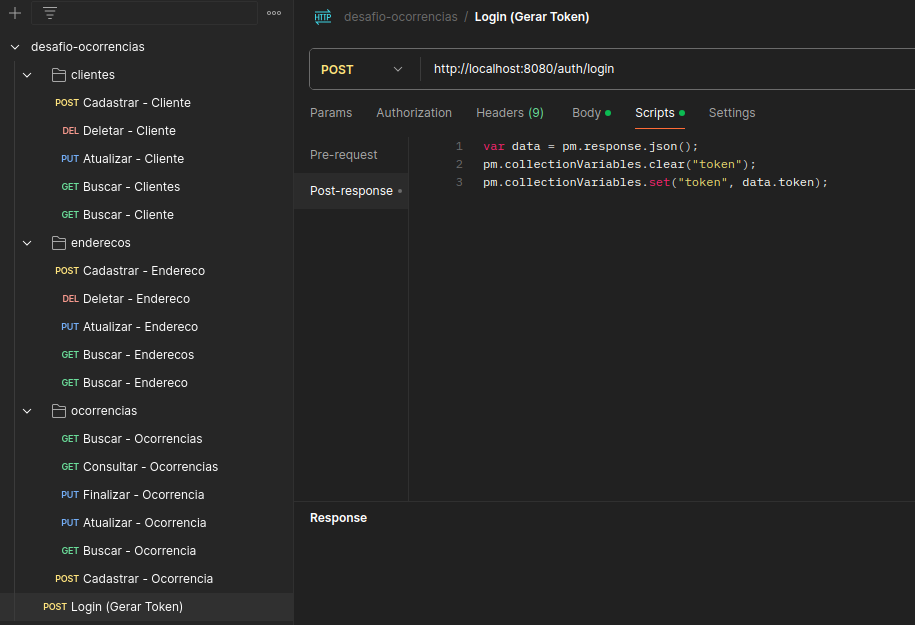 desafio-ocorrencias
clientes
POST Cadastrar - Cliente
DEL Deletar - Cliente
PUT Atualizar - Cliente
GET Buscar - Clientes
GET Buscar - Cliente
enderecos
POST Cadastrar - Endereco
DEL Deletar - Endereco
PUT Atualizar - Endereco
GET Buscar - Enderecos
GET Buscar - Endereco
ocorrencias
GET Buscar - Ocorrencias
GET Consultar - Ocorrencias
PUT Finalizar - Ocorrencia
PUT Atualizar - Ocorrencia
GET Buscar - Ocorrencia
POST Cadastrar - Ocorrencia
POST Login (Gerar Token)
HTTP desafio-ocorrencias / Login (Gerar Token)
POST http://localhost:8080/auth/login
Params Authorization Headers (9) Body Scripts Settings
Pre-request
Post-response
1 var data = pm.response.json();
2 pm.collectionVariables.clear("token");
3 pm.collectionVariables.set("token", data.token);
Response